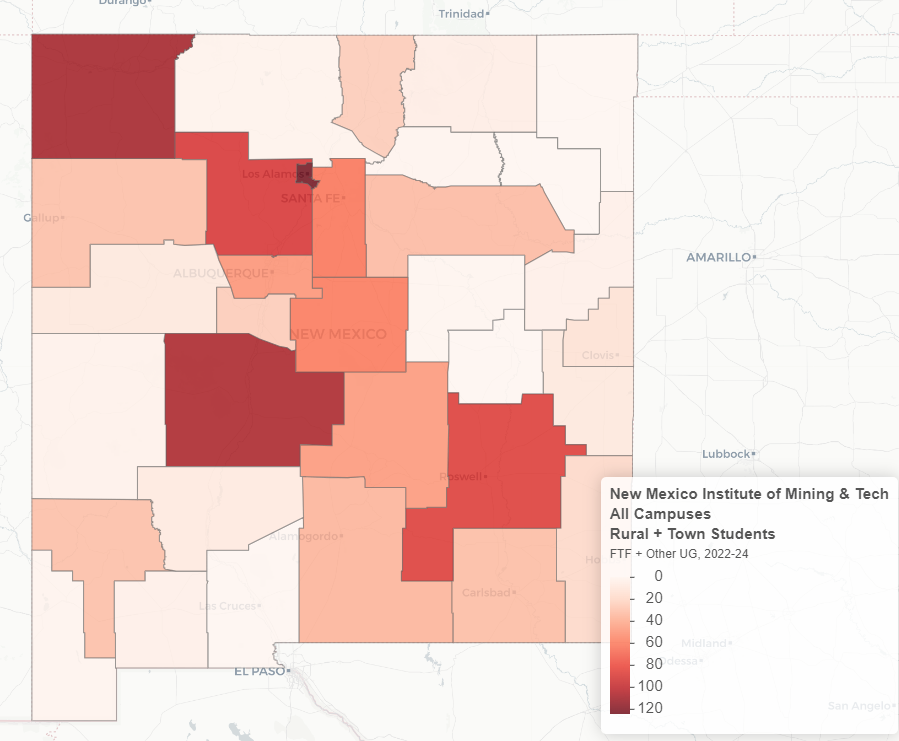 Durango
Trinidad
Los Alamos
SANTA FE
Gallup
ALBUQUERQUE
AMARILLO
NEW MEXICO
Clovis
Lubbock
Roswell
New Mexico Institute of Mining & Tech
All Campuses
Rural + Town Students
FTF + Other UG, 2022-24
0
20
40
60
80
100
120
Alamogordo
Ho
Carlsbad
Las Cruces
Midland
dessa
EL PASO
San Angelo